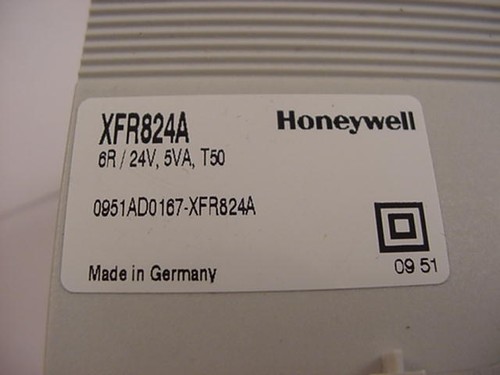 XFR824A
Honeywell
6R / 24V, 5VA, T50
0951AD0167-XFR824A
Made in Germany
09 51